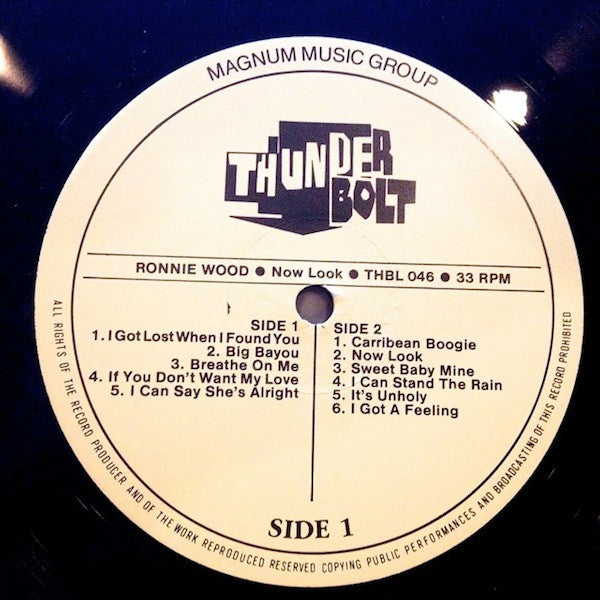 MAGNUM MUSIC GROUP
THUNDER
BOLT
RONNIE WOOD ● Now Look ● THBL 046 ● 33 RPM
SIDE 1
1. I Got Lost When I Found You
2. Big Bayou
3. Breathe On Me
4. If You Don't Want My Love
5. I Can Say She's Alright
SIDE 2
1. Carribean Boogie
2. Now Look
3. Sweet Baby Mine
4. I Can Stand The Rain
5. It's Unholy
6. I Got A Feeling
SIDE 1
ALL RIGHTS OF THE RECORD PRODUCER AND OF THE WORK REPRODUCED RESERVED COPYING PUBLIC PERFORMANCES AND BROADCASTING OF THIS RECORD PROHIBITED